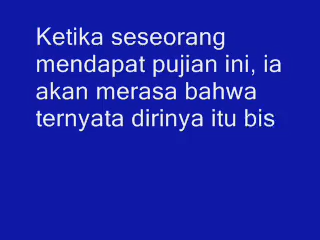 Ketika seseorang
mendapat pujian ini, ia
akan merasa bahwa
ternyata dirinya itu bis